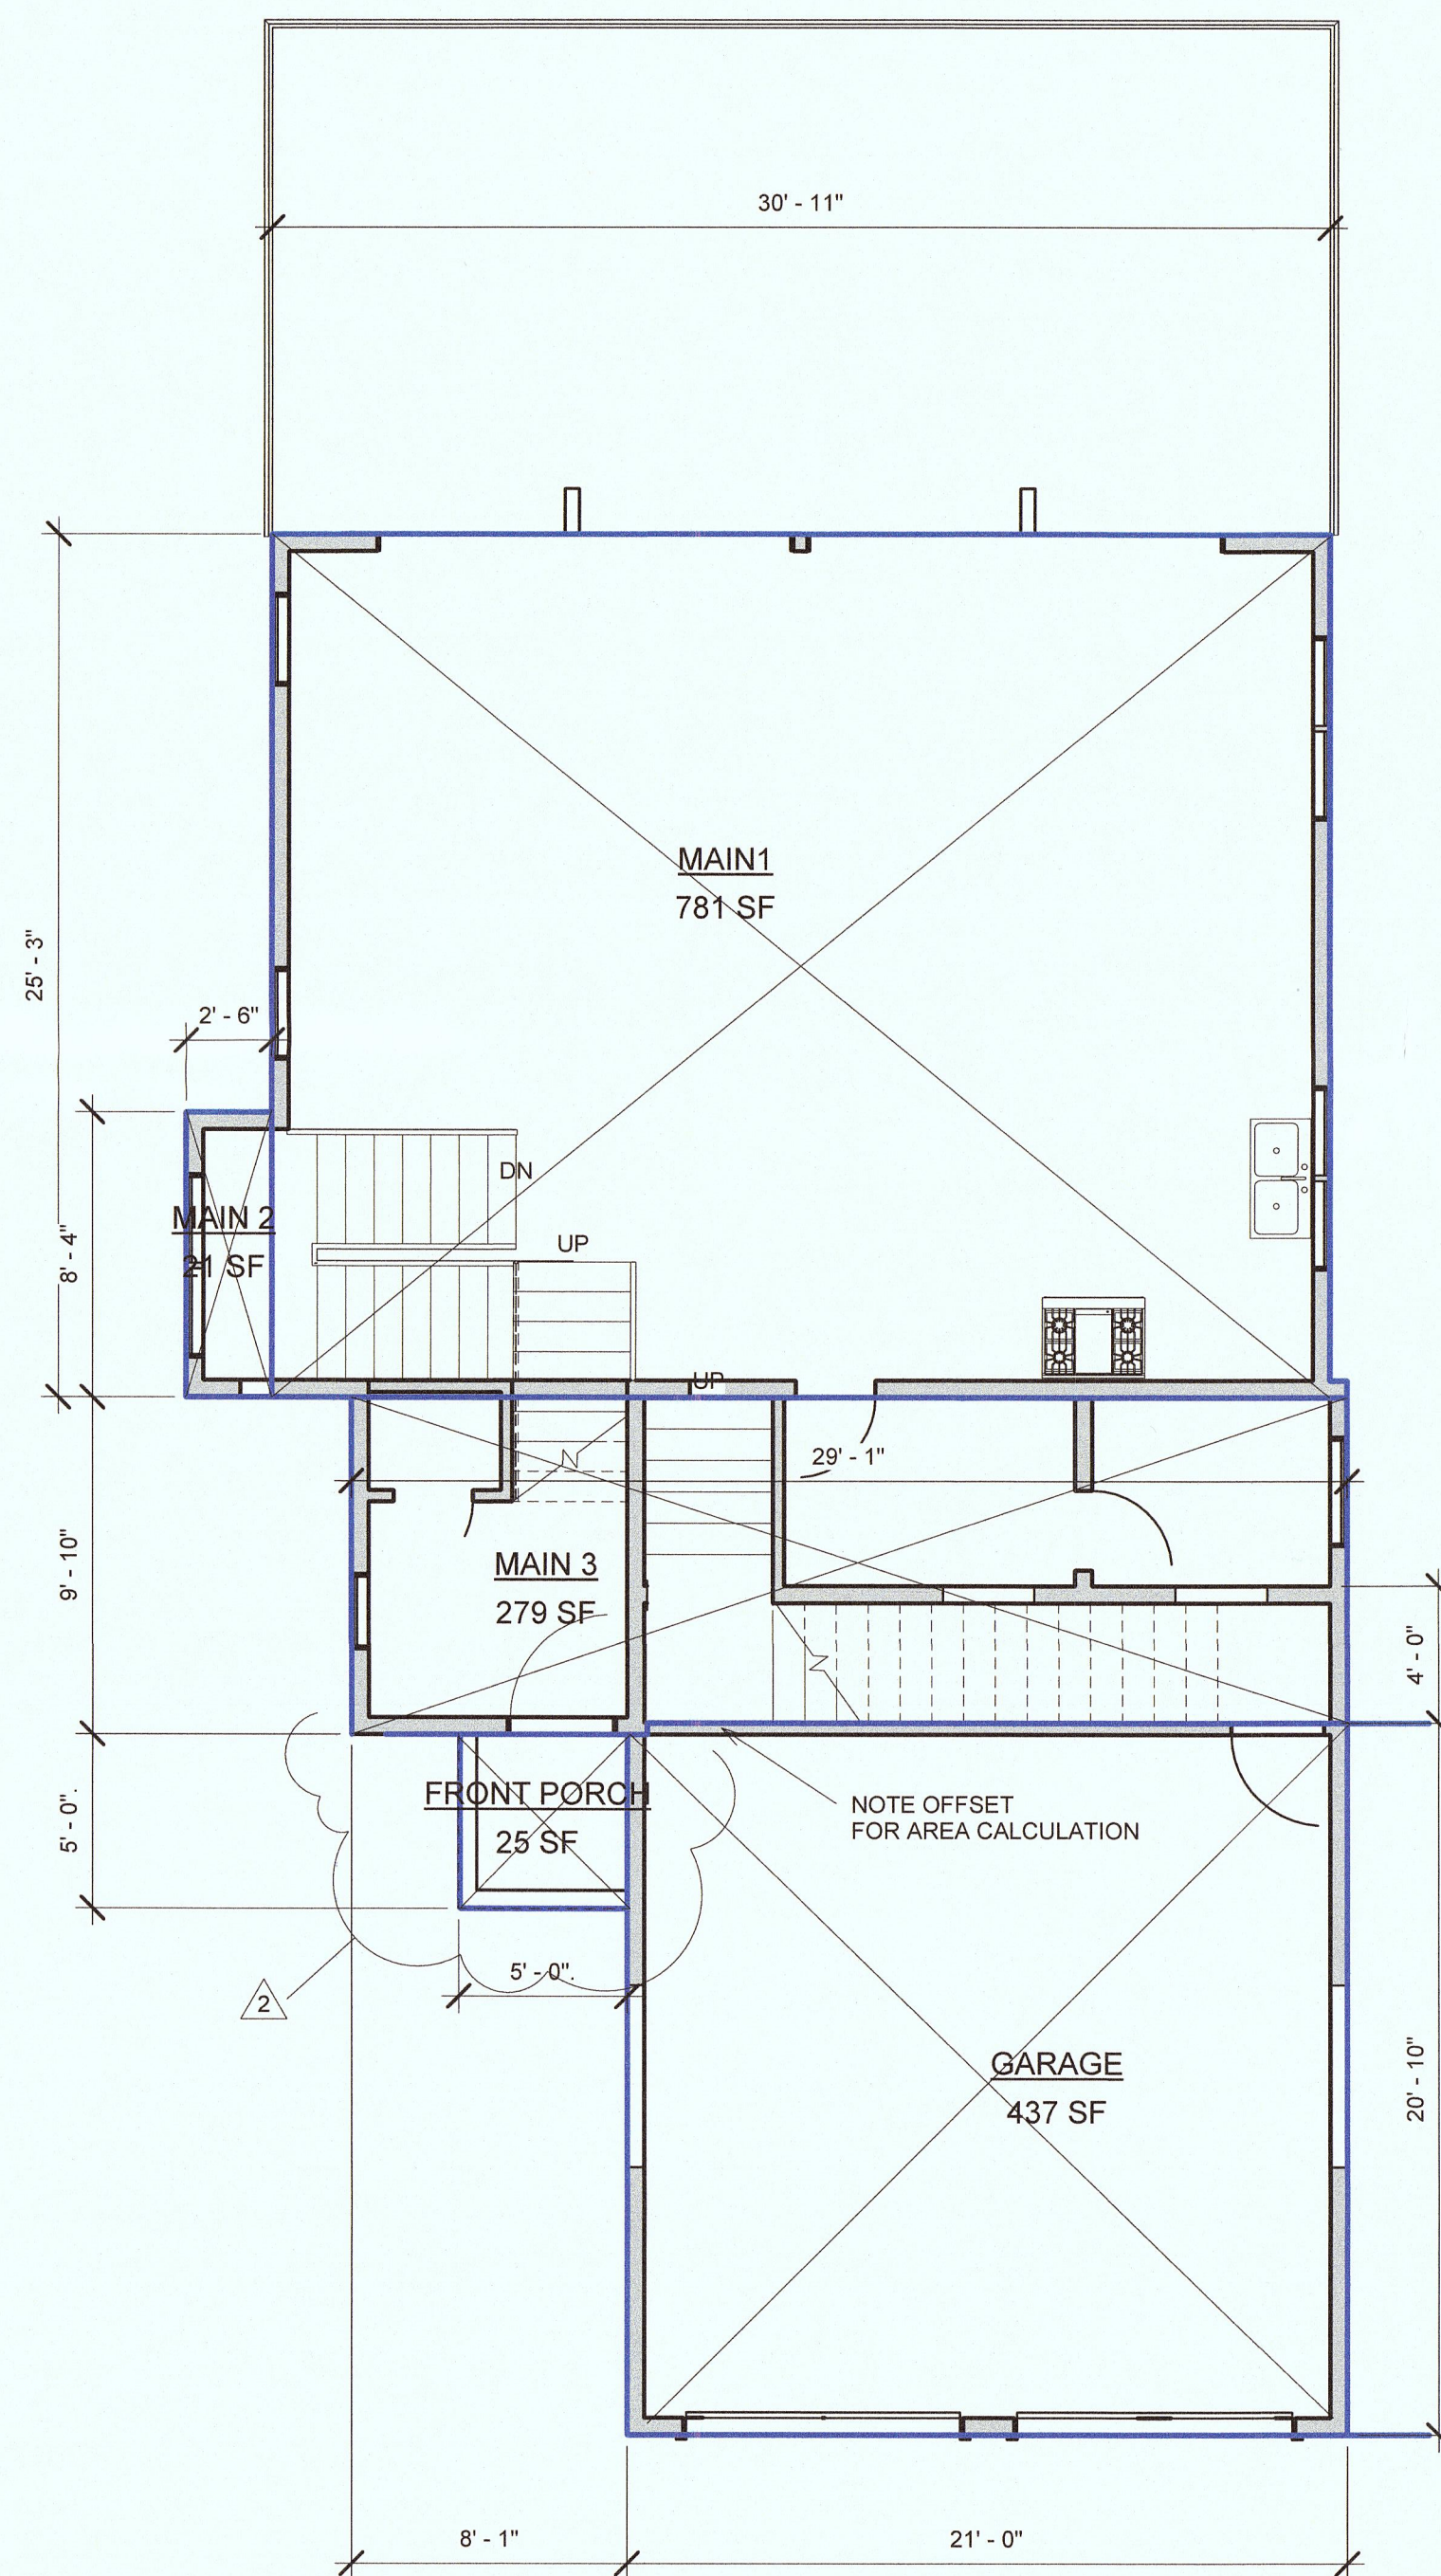 30' - 11"
MAIN1
781 SF
25' - 3"
2' - 6"
DN
MAIN 2
21 SF
8' - 4"
UP
UP
29' - 1"
MAIN 3
279 SF
9' - 10"
4' - 0"
FRONT PORCH
25 SF
NOTE OFFSET
FOR AREA CALCULATION
5' - 0".
5' - 0".
2
GARAGE
437 SF
20' - 10"
8' - 1"
21' - 0"